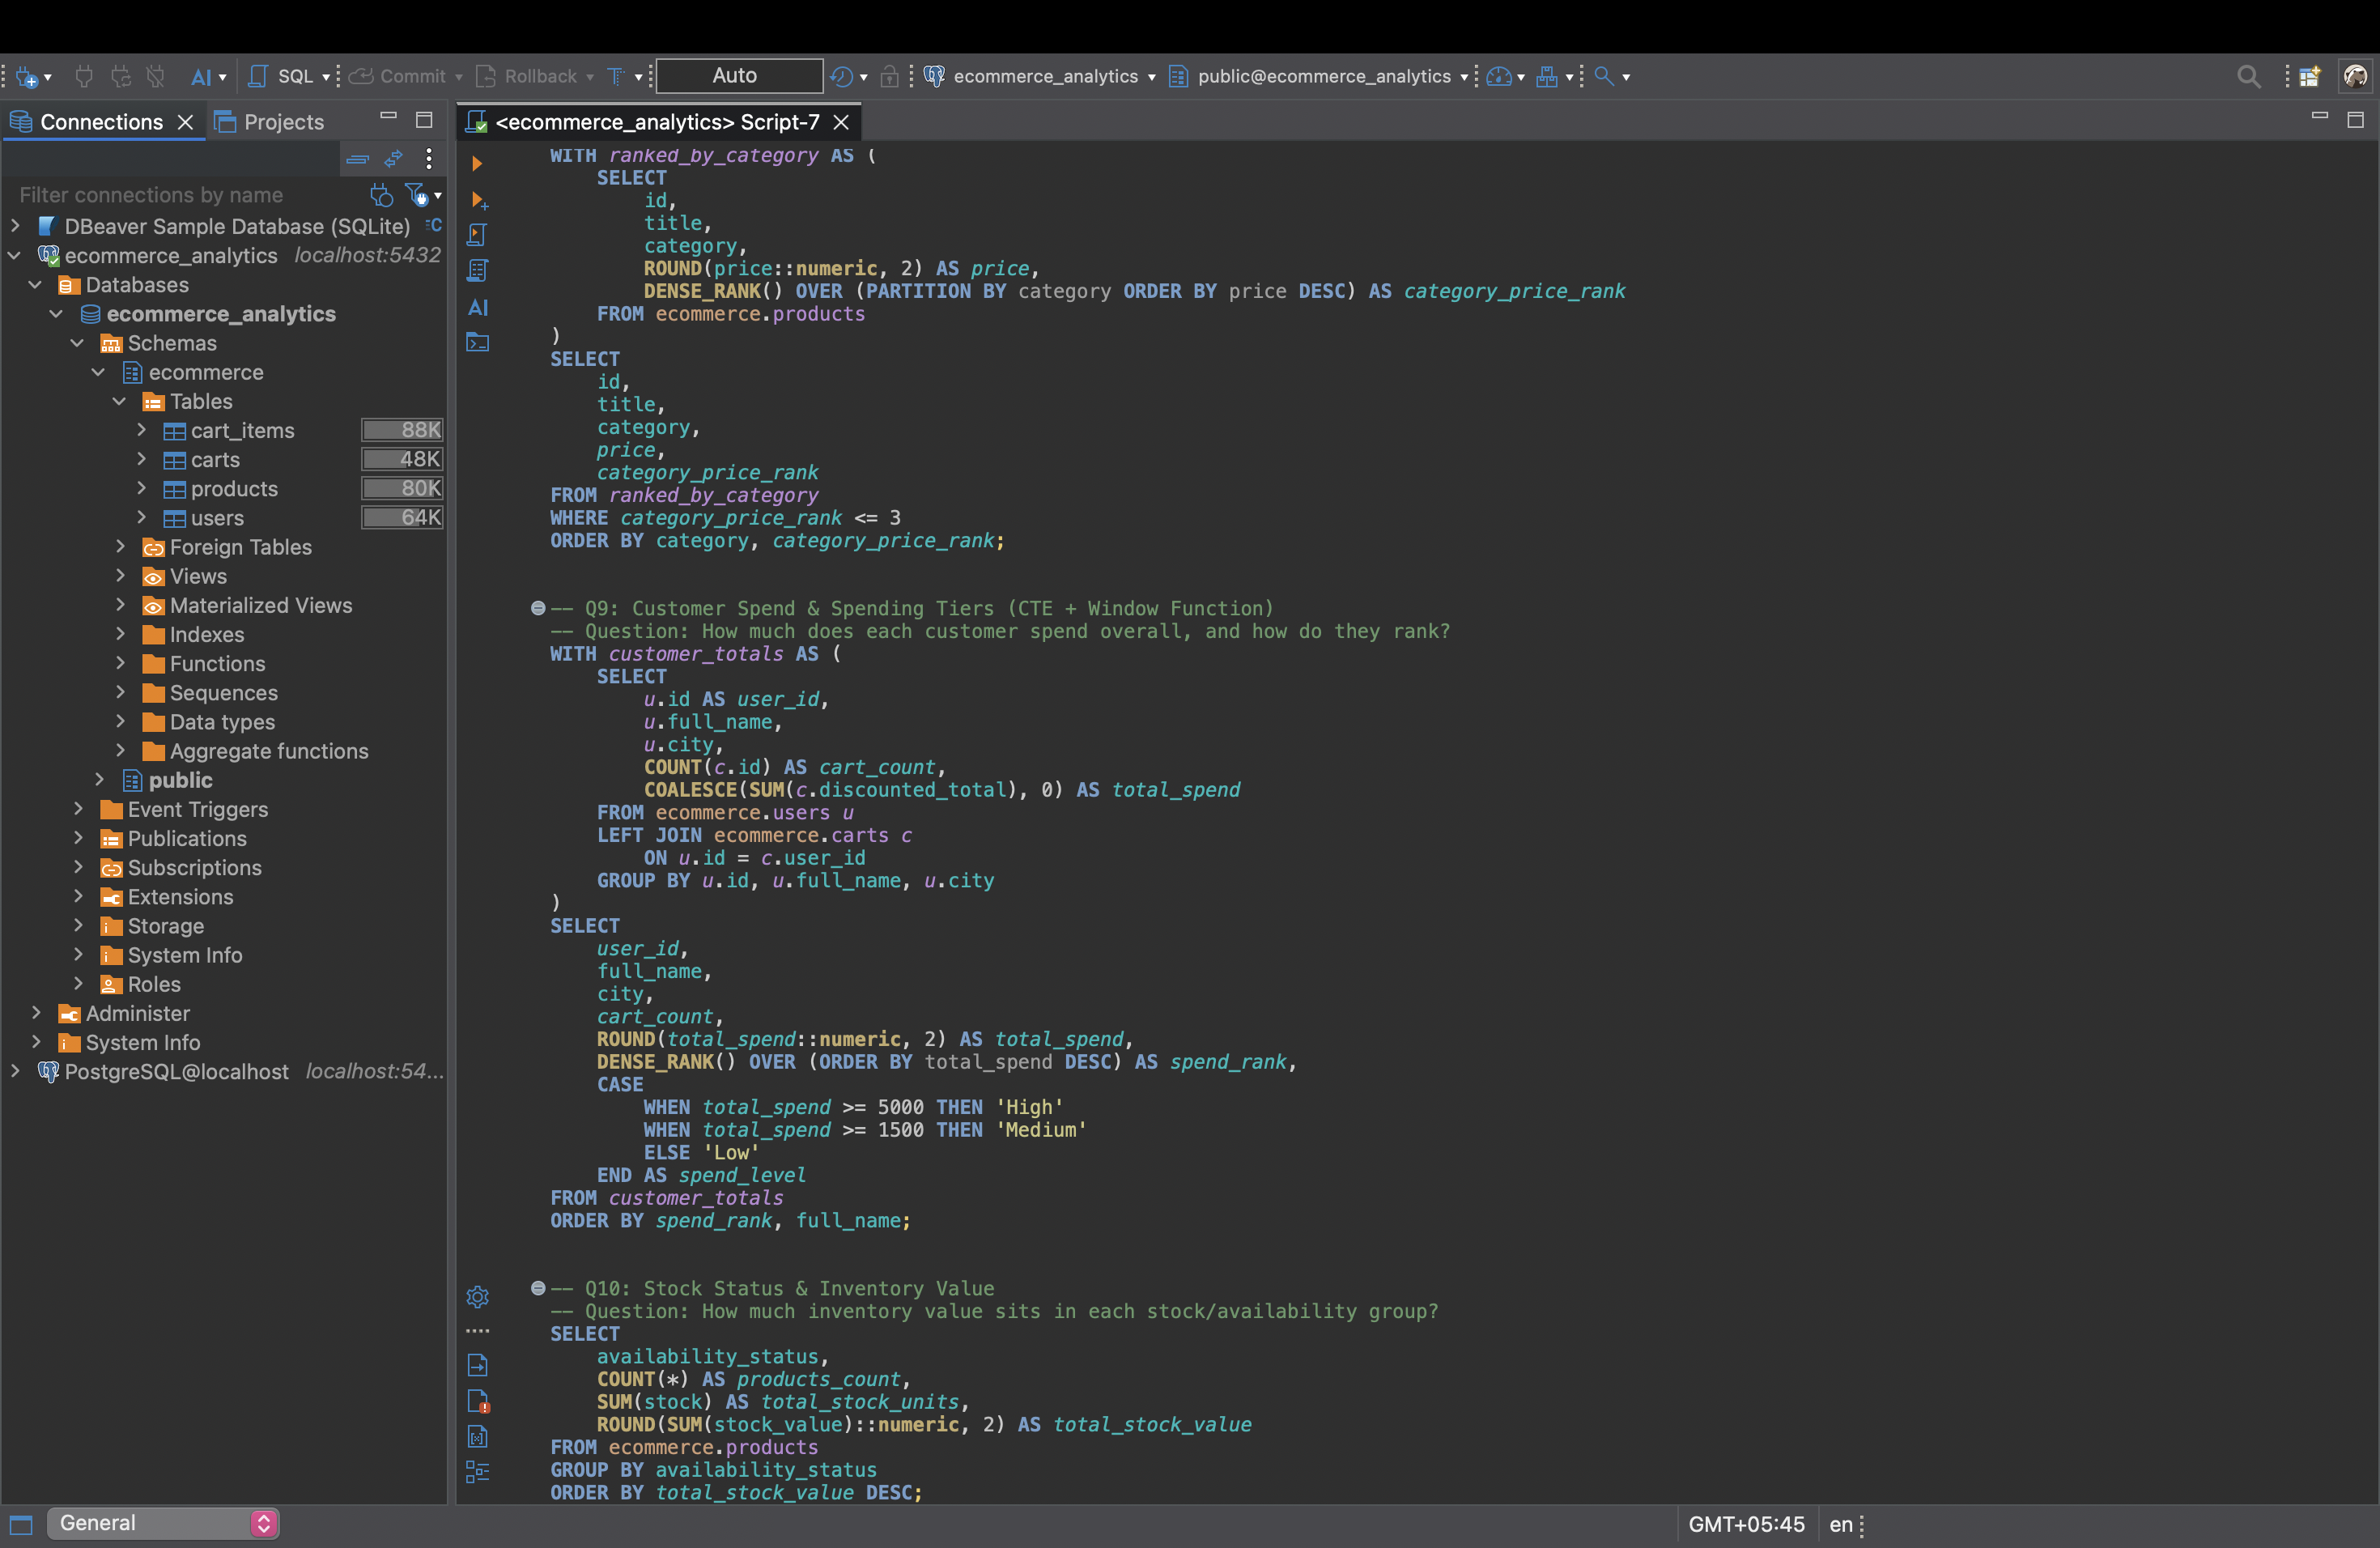 AI
SQL
Commit
Rollback
Auto
ecommerce_analytics
public@ecommerce_analytics
Connections
Projects
Filter connections by name
DBeaver Sample Database (SQLite)
ecommerce_analytics localhost:5432
Databases
ecommerce_analytics
Schemas
ecommerce
Tables
cart_items 88K
carts 48K
products 80K
users 64K
Foreign Tables
Views
Materialized Views
Indexes
Functions
Sequences
Data types
Aggregate functions
public
Event Triggers
Publications
Subscriptions
Extensions
Storage
System Info
Roles
Administer
System Info
PostgreSQL@localhost localhost:54...
<ecommerce_analytics> Script-7
AI
WITH ranked_by_category AS (
    SELECT
        id,
        title,
        category,
        ROUND(price::numeric, 2) AS price,
        DENSE_RANK() OVER (PARTITION BY category ORDER BY price DESC) AS category_price_rank
    FROM ecommerce.products
)
SELECT
    id,
    title,
    category,
    price,
    category_price_rank
FROM ranked_by_category
WHERE category_price_rank <= 3
ORDER BY category, category_price_rank;
-- Q9: Customer Spend & Spending Tiers (CTE + Window Function)
-- Question: How much does each customer spend overall, and how do they rank?
WITH customer_totals AS (
    SELECT
        u.id AS user_id,
        u.full_name,
        u.city,
        COUNT(c.id) AS cart_count,
        COALESCE(SUM(c.discounted_total), 0) AS total_spend
    FROM ecommerce.users u
    LEFT JOIN ecommerce.carts c
        ON u.id = c.user_id
    GROUP BY u.id, u.full_name, u.city
)
SELECT
    user_id,
    full_name,
    city,
    cart_count,
    ROUND(total_spend::numeric, 2) AS total_spend,
    DENSE_RANK() OVER (ORDER BY total_spend DESC) AS spend_rank,
    CASE
        WHEN total_spend >= 5000 THEN 'High'
        WHEN total_spend >= 1500 THEN 'Medium'
        ELSE 'Low'
    END AS spend_level
FROM customer_totals
ORDER BY spend_rank, full_name;
-- Q10: Stock Status & Inventory Value
-- Question: How much inventory value sits in each stock/availability group?
SELECT
    availability_status,
    COUNT(*) AS products_count,
    SUM(stock) AS total_stock_units,
    ROUND(SUM(stock_value)::numeric, 2) AS total_stock_value
FROM ecommerce.products
GROUP BY availability_status
ORDER BY total_stock_value DESC;
General
GMT+05:45
en